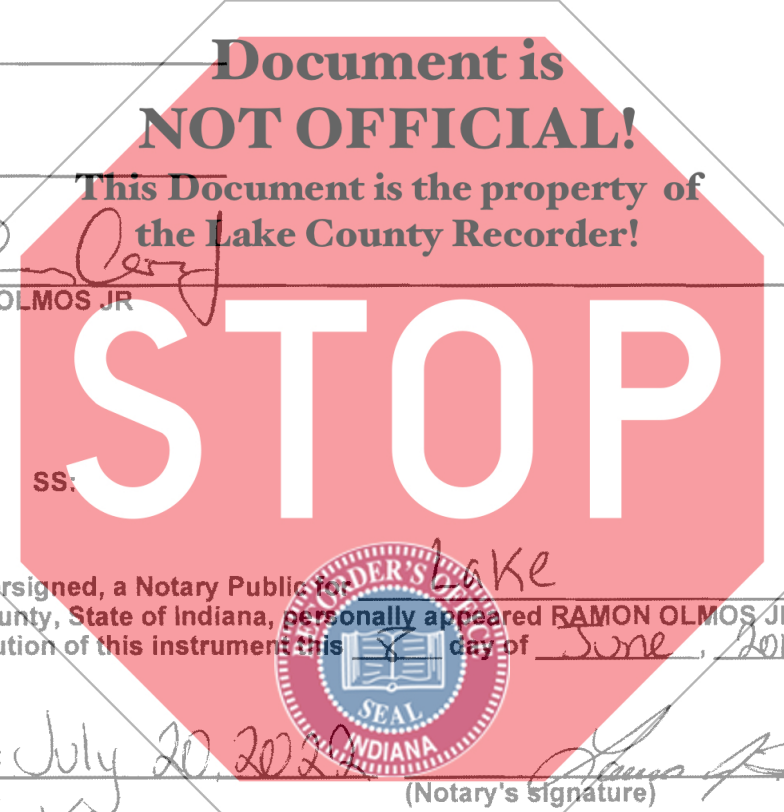 Document is
NOT OFFICIAL!
This Document is the property of
the Lake County Recorder!
OLMOS JR
STOP
SS:
rsigned, a Notary Public for Lake
unty, State of Indiana, personally appeared RAMON OLMOS JR
ution of this instrument this 8 day of June, 201
RECORDER'S OFFICE
SEAL
INDIANA
July 20, 2022
(Notary's signature)